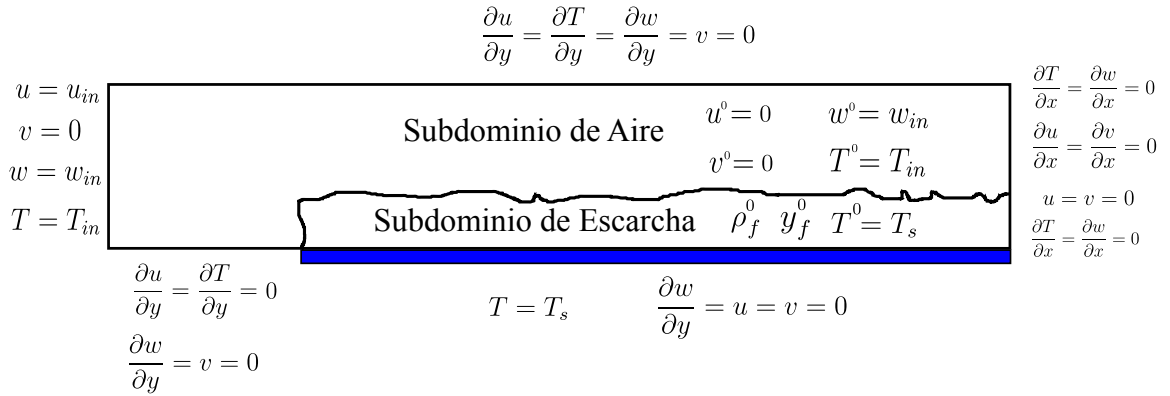 ∂u/∂y = ∂T/∂y = ∂w/∂y = v = 0
u = u_in
v = 0
w = w_in
T = T_in
Subdominio de Aire
u⁰ = 0 w⁰ = w_in
v⁰ = 0 T⁰ = T_in
Subdominio de Escarcha ρ_f⁰ y_f⁰ T⁰ = T_s
∂T/∂x = ∂w/∂x = 0
∂u/∂x = ∂v/∂x = 0
u = v = 0
∂T/∂x = ∂w/∂x = 0
∂u/∂y = ∂T/∂y = 0
∂w/∂y = v = 0
T = T_s ∂w/∂y = u = v = 0